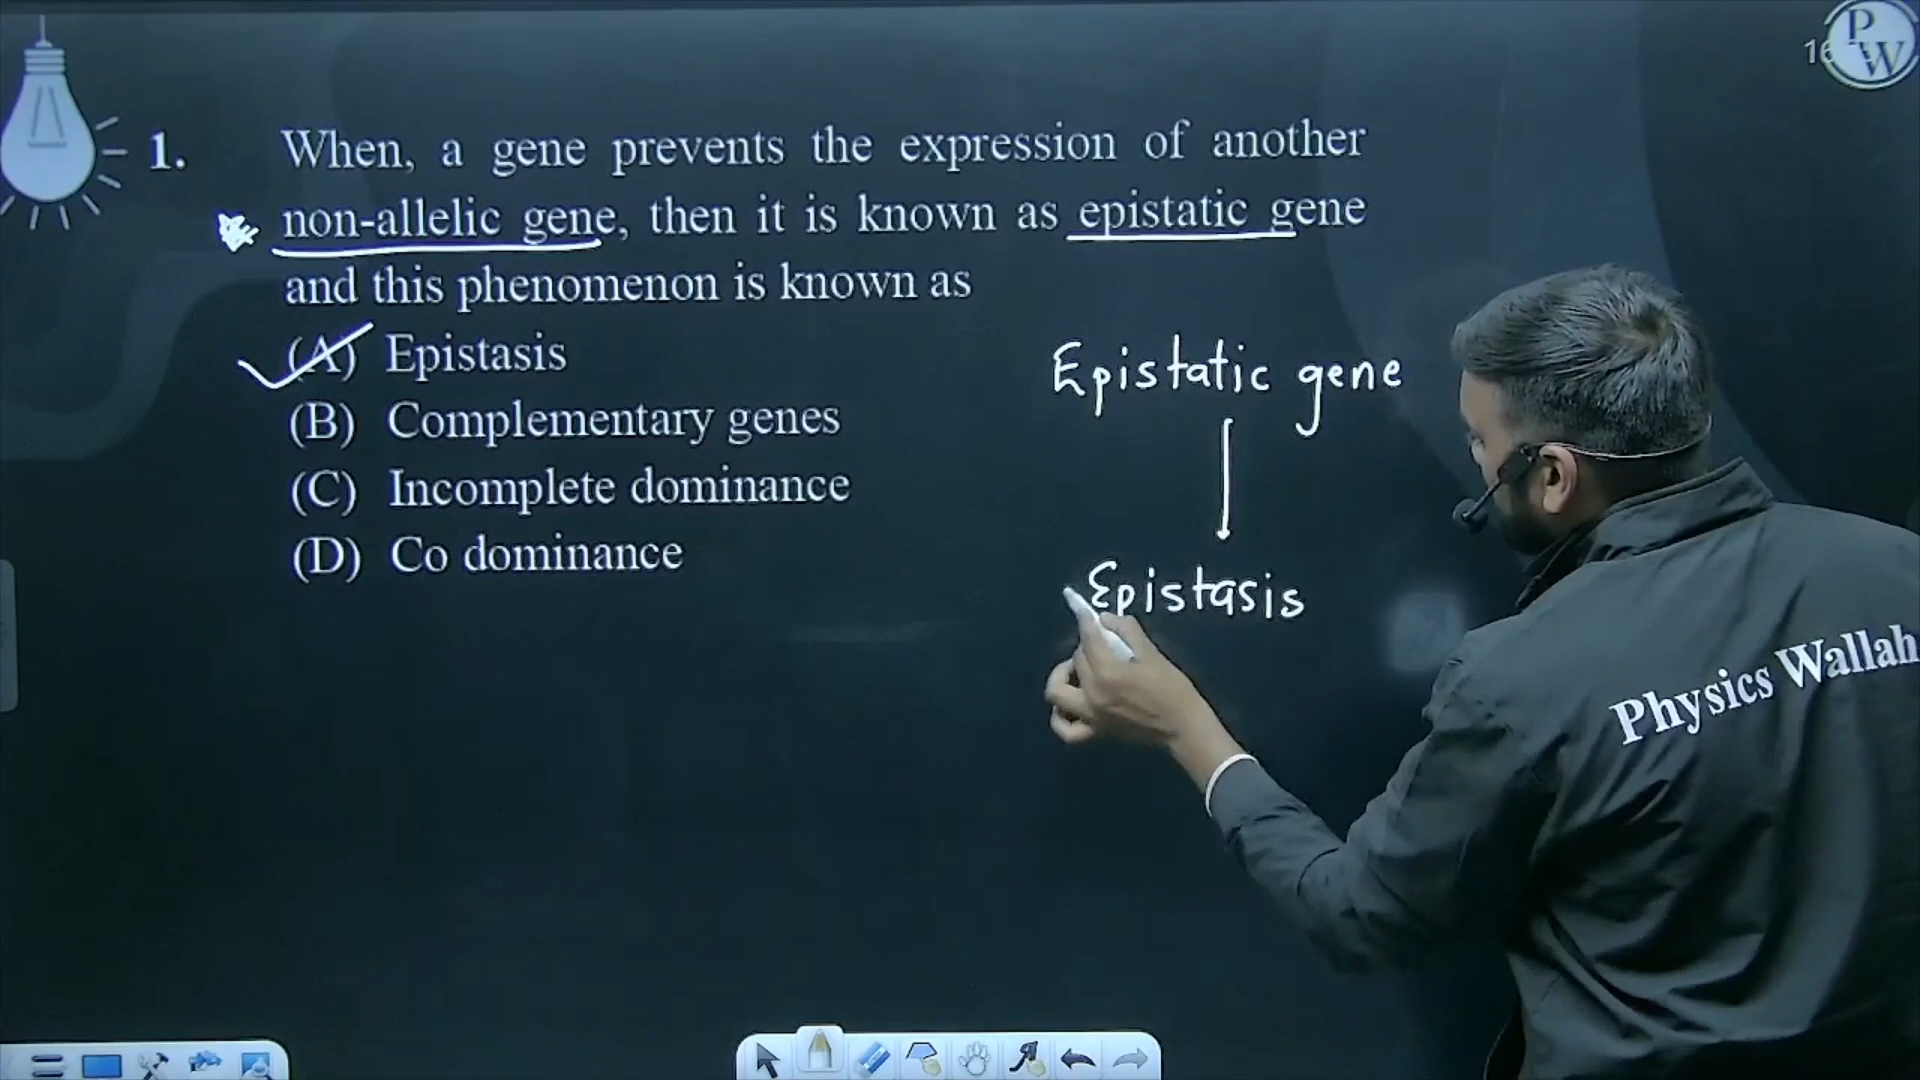 PW
1. When, a gene prevents the expression of another
non-allelic gene, then it is known as epistatic gene
and this phenomenon is known as
(A) Epistasis
(B) Complementary genes
(C) Incomplete dominance
(D) Co dominance
Epistatic gene
Epistasis
Physics Wallah